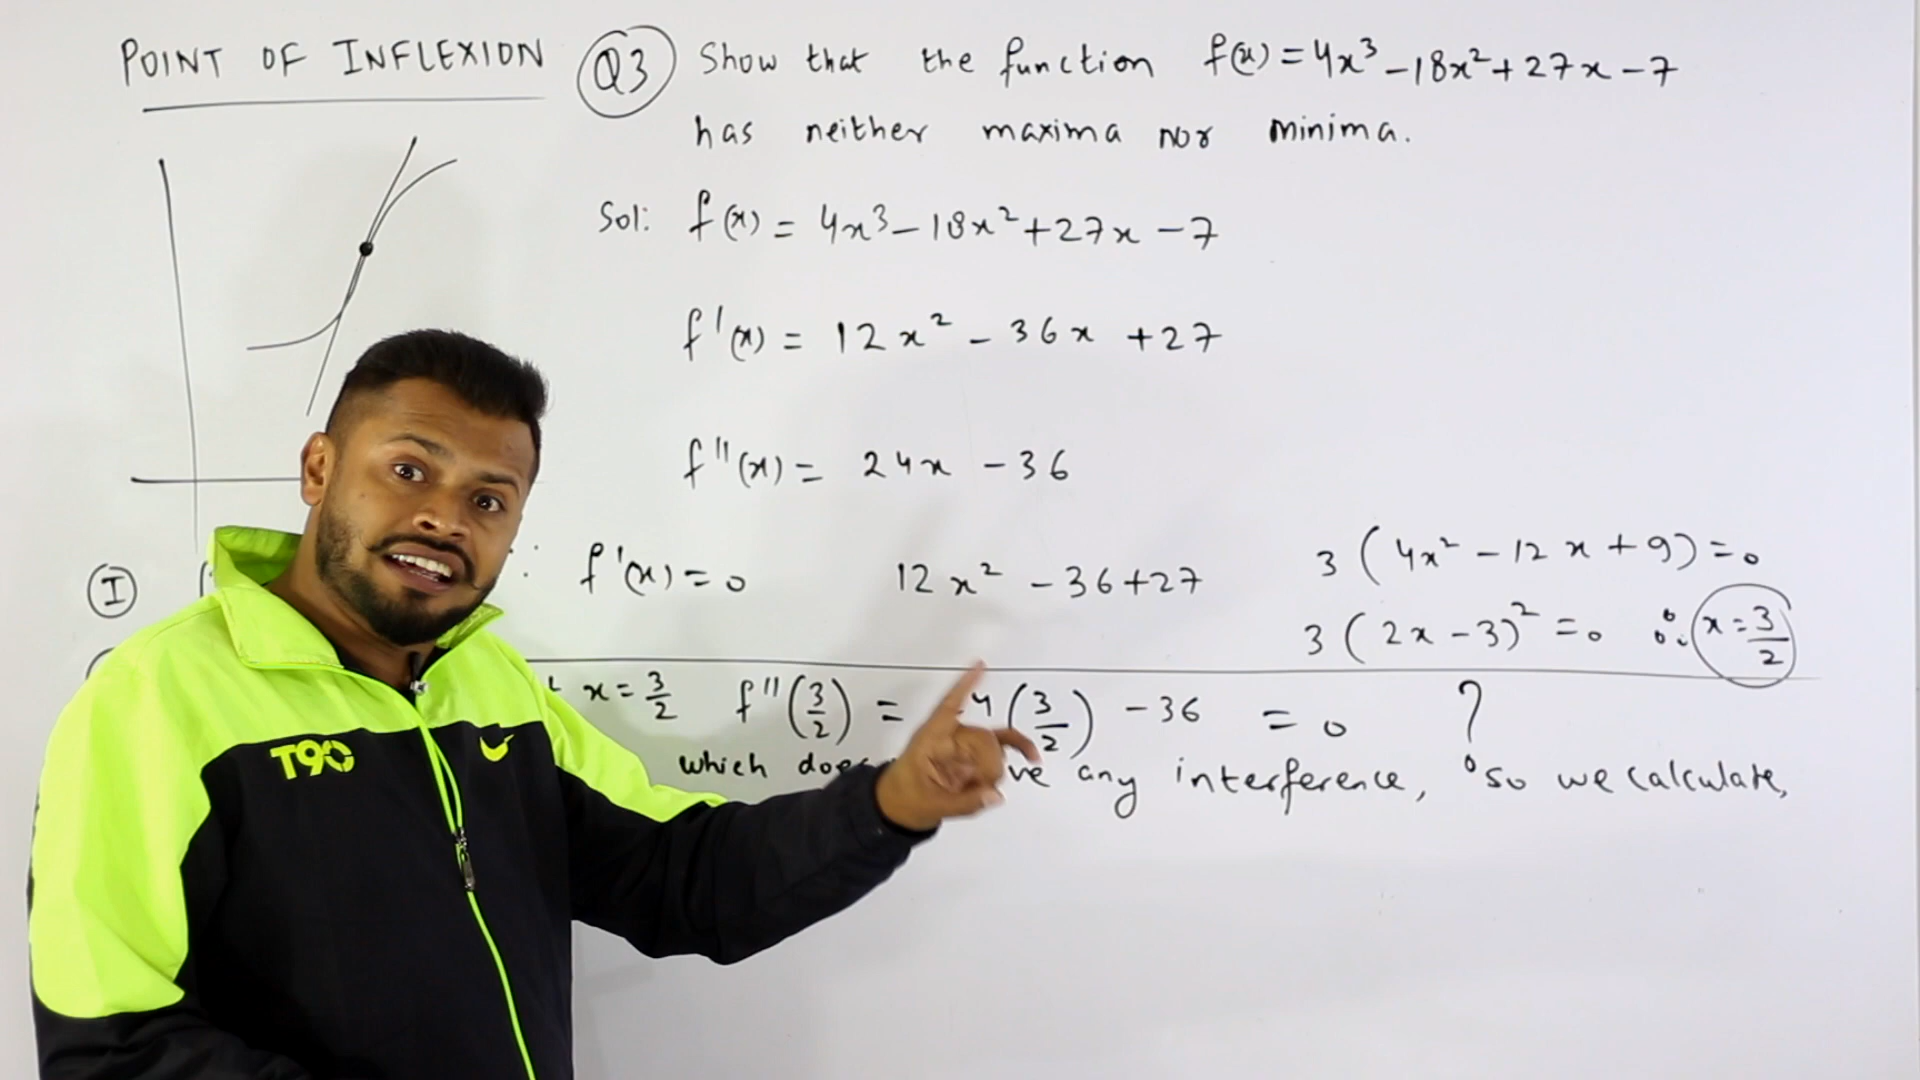 POINT OF INFLEXION
Q3 Show that the function f(x) = 4x³ - 18x² + 27x - 7
has neither maxima nor minima.
Sol: f(x) = 4x³ - 18x² + 27x - 7
f'(x) = 12x² - 36x + 27
f''(x) = 24x - 36
I
f'(x) = 0 12x² - 36 + 27 3(4x² - 12x + 9) = 0
3(2x - 3)² = 0 ∴ x = 3/2
x = 3/2 f''(3/2) = 4(3/2) - 36 = 0 ?
which any interference, so we calculate,
T90